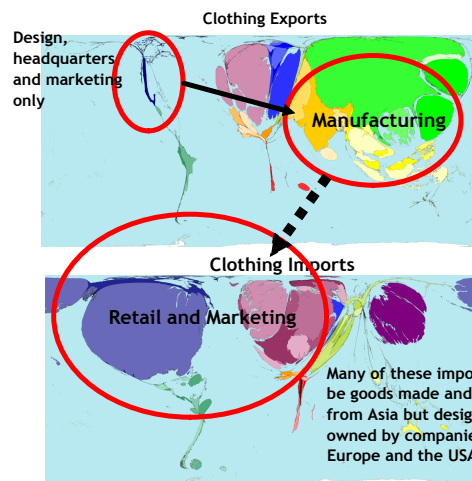 Clothing Exports
Design,
headquarters
and marketing
only
Manufacturing
Clothing Imports
Retail and Marketing
Many of these impo
be goods made and
from Asia but desig
owned by companie
Europe and the USA